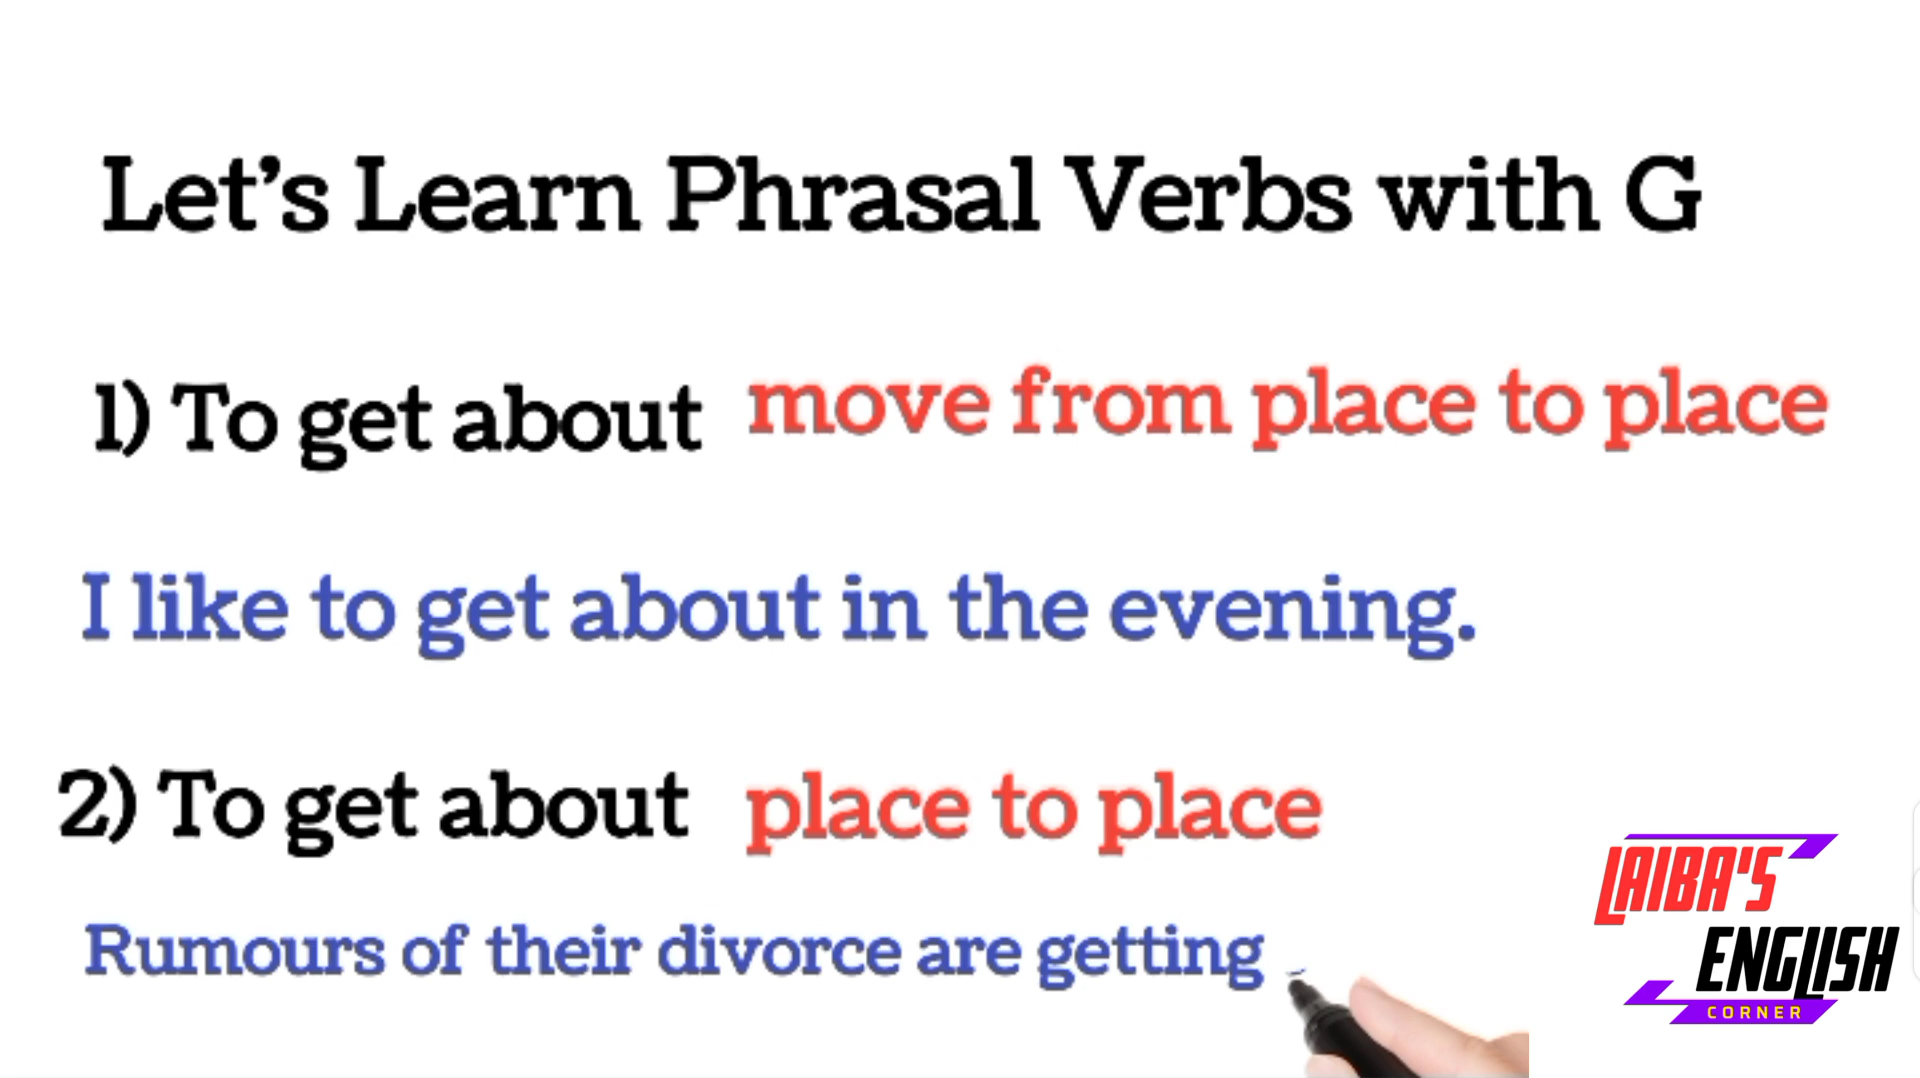 Let's Learn Phrasal Verbs with G
1) To get about move from place to place
I like to get about in the evening.
2) To get about place to place
Rumours of their divorce are getting
LAIBA'S
ENGLISH
CORNER